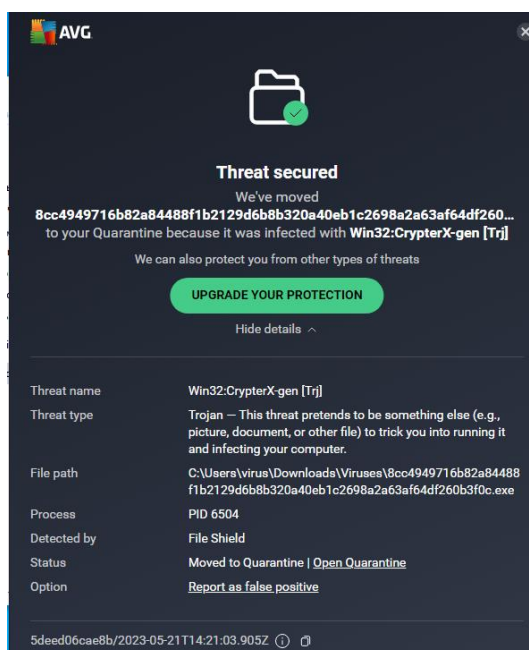 AVG
Threat secured
We've moved
8cc4949716b82a84488f1b2129d6b8b320a40eb1c2698a2a63af64df260...
to your Quarantine because it was infected with Win32:CrypterX-gen [Trj]
We can also protect you from other types of threats
UPGRADE YOUR PROTECTION
Hide details
Threat name Win32:CrypterX-gen [Trj]
Threat type Trojan — This threat pretends to be something else (e.g.,
picture, document, or other file) to trick you into running it
and infecting your computer.
File path C:\Users\virus\Downloads\Viruses\8cc4949716b82a84488
f1b2129d6b8b320a40eb1c2698a2a63af64df260b3f0c.exe
Process PID 6504
Detected by File Shield
Status Moved to Quarantine | Open Quarantine
Option Report as false positive
5deed06cae8b/2023-05-21T14:21:03.905Z